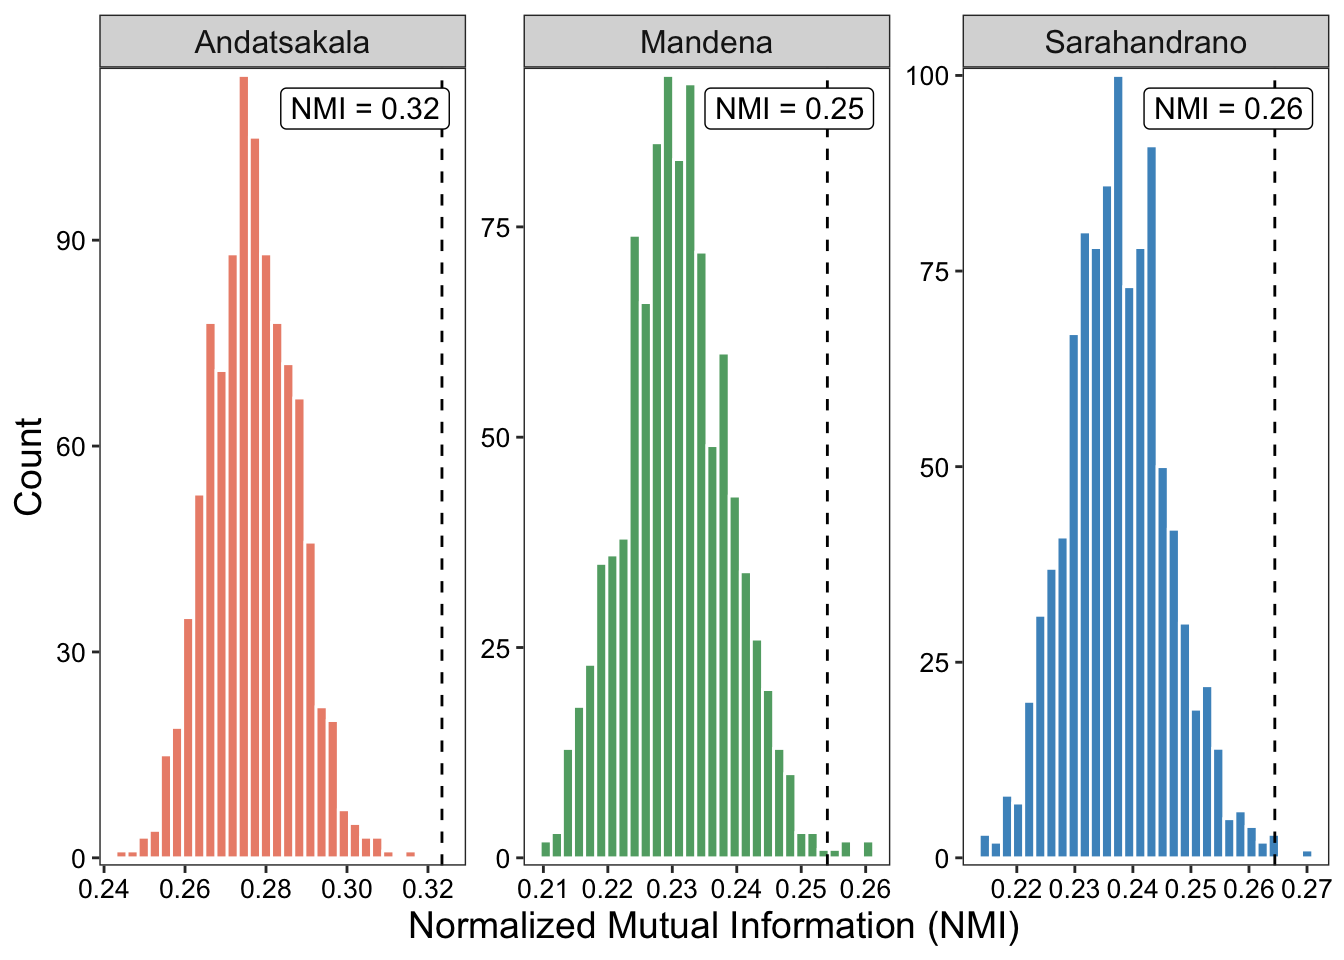 Andatsakala
Mandena
Sarahandrano
NMI = 0.32
NMI = 0.25
NMI = 0.26
Count
0
30
60
90
0
25
50
75
0
25
50
75
100
0.24 0.26 0.28 0.30 0.32
0.21 0.22 0.23 0.24 0.25 0.26
0.22 0.23 0.24 0.25 0.26 0.27
Normalized Mutual Information (NMI)